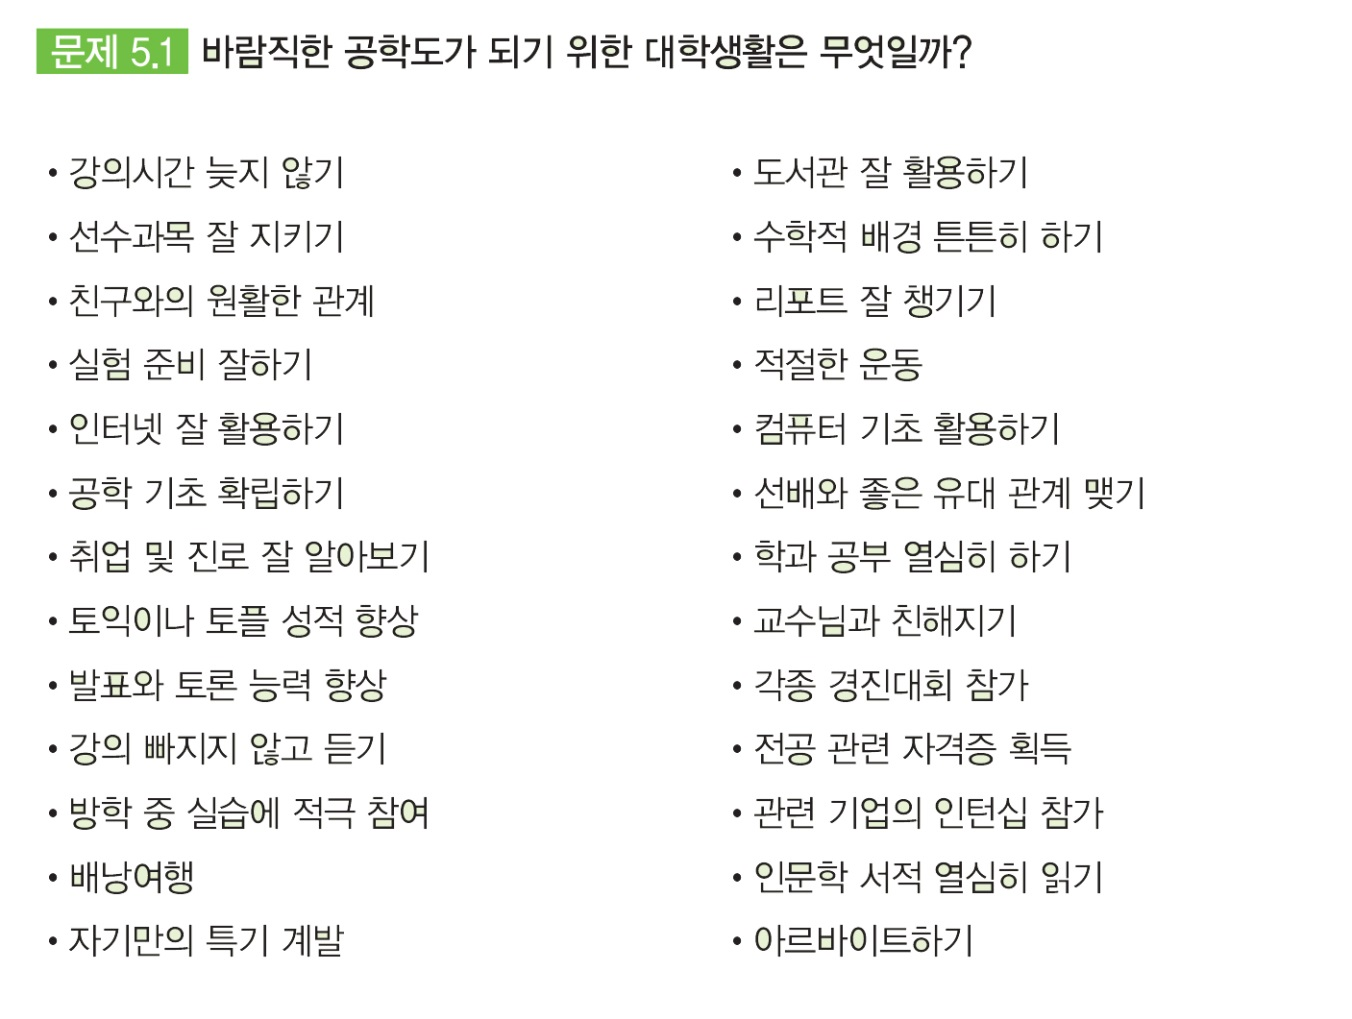 문제 5.1 바람직한 공학도가 되기 위한 대학생활은 무엇일까?
• 강의시간 늦지 않기
• 선수과목 잘 지키기
• 친구와의 원활한 관계
• 실험 준비 잘하기
• 인터넷 잘 활용하기
• 공학 기초 확립하기
• 취업 및 진로 잘 알아보기
• 토익이나 토플 성적 향상
• 발표와 토론 능력 향상
• 강의 빠지지 않고 듣기
• 방학 중 실습에 적극 참여
• 배낭여행
• 자기만의 특기 계발
• 도서관 잘 활용하기
• 수학적 배경 튼튼히 하기
• 리포트 잘 챙기기
• 적절한 운동
• 컴퓨터 기초 활용하기
• 선배와 좋은 유대 관계 맺기
• 학과 공부 열심히 하기
• 교수님과 친해지기
• 각종 경진대회 참가
• 전공 관련 자격증 획득
• 관련 기업의 인턴십 참가
• 인문학 서적 열심히 읽기
• 아르바이트하기